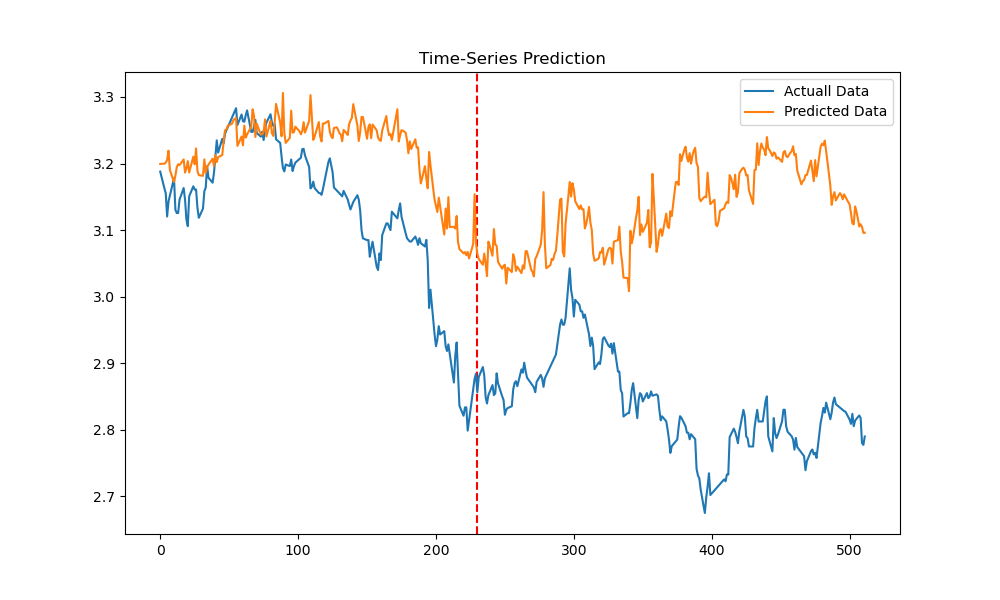 Time-Series Prediction
Actuall Data
Predicted Data
3.3
3.2
3.1
3.0
2.9
2.8
2.7
0 100 200 300 400 500